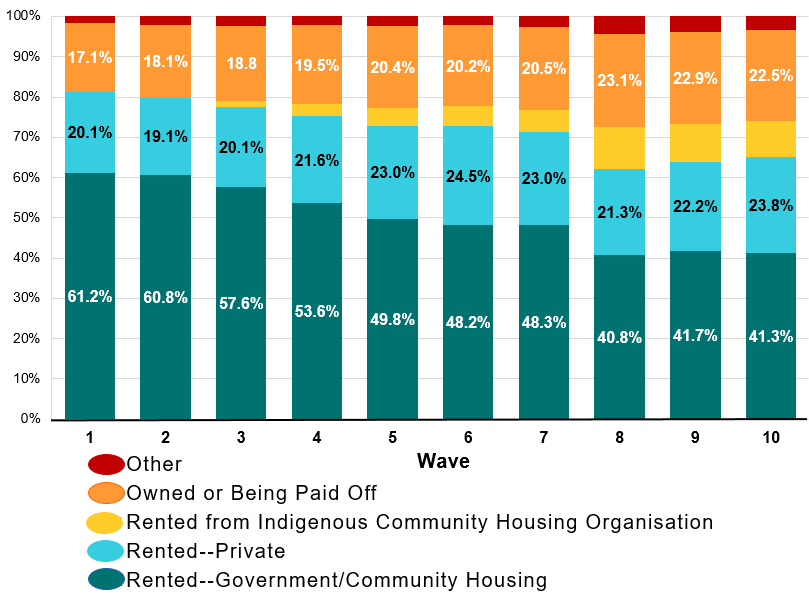 100%
90%
80%
70%
60%
50%
40%
30%
20%
10%
0%
17.1% 18.1% 18.8 19.5% 20.4% 20.2% 20.5% 23.1% 22.9% 22.5%
20.1% 19.1% 20.1% 21.6% 23.0% 24.5% 23.0% 21.3% 22.2% 23.8%
61.2% 60.8% 57.6% 53.6% 49.8% 48.2% 48.3% 40.8% 41.7% 41.3%
1 2 3 4 5 6 7 8 9 10
Wave
Other
Owned or Being Paid Off
Rented from Indigenous Community Housing Organisation
Rented--Private
Rented--Government/Community Housing